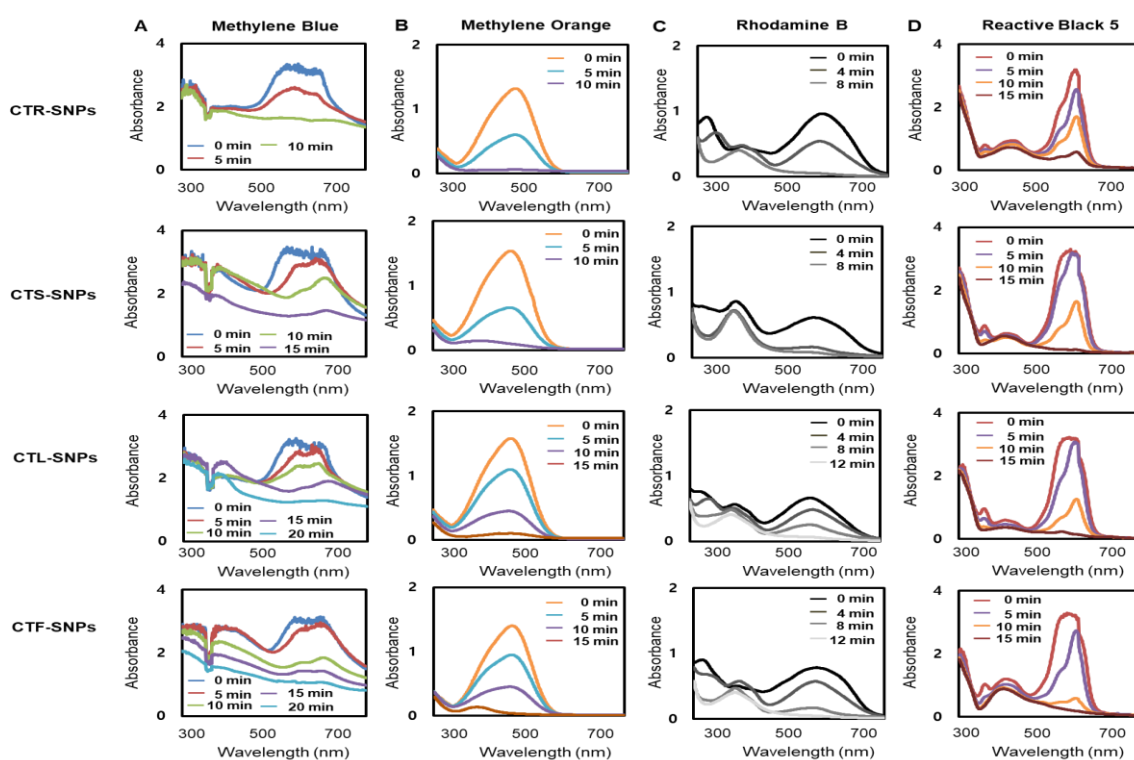 A Methylene Blue
B Methylene Orange
C Rhodamine B
D Reactive Black 5
CTR-SNPs
Absorbance
4
2
0
0 min
5 min
10 min
300 500 700
Wavelength (nm)
Absorbance
2
1
0
0 min
5 min
10 min
300 500 700
Wavelength (nm)
Absorbance
2
1
0
0 min
4 min
8 min
300 500 700
Wavelength (nm)
Absorbance
4
2
0
0 min
5 min
10 min
15 min
300 500 700
Wavelength (nm)
CTS-SNPs
Absorbance
4
2
0
0 min
5 min
10 min
15 min
300 500 700
Wavelength (nm)
Absorbance
2
1
0
0 min
5 min
10 min
300 500 700
Wavelength (nm)
Absorbance
2
1
0
0 min
4 min
8 min
300 500 700
Wavelength (nm)
Absorbance
4
2
0
0 min
5 min
10 min
15 min
300 500 700
Wavelength (nm)
CTL-SNPs
Absorbance
4
2
0
0 min
5 min
10 min
15 min
20 min
300 500 700
Wavelength (nm)
Absorbance
2
1
0
0 min
5 min
10 min
15 min
300 500 700
Wavelength (nm)
Absorbance
2
1
0
0 min
4 min
8 min
12 min
300 500 700
Wavelength (nm)
Absorbance
4
2
0
0 min
5 min
10 min
15 min
300 500 700
Wavelength (nm)
CTF-SNPs
Absorbance
4
2
0
0 min
5 min
10 min
15 min
20 min
300 500 700
Wavelength (nm)
Absorbance
2
1
0
0 min
5 min
10 min
15 min
300 500 700
Wavelength (nm)
Absorbance
2
1
0
0 min
4 min
8 min
12 min
300 500 700
Wavelength (nm)
Absorbance
4
2
0
0 min
5 min
10 min
15 min
300 500 700
Wavelength (nm)